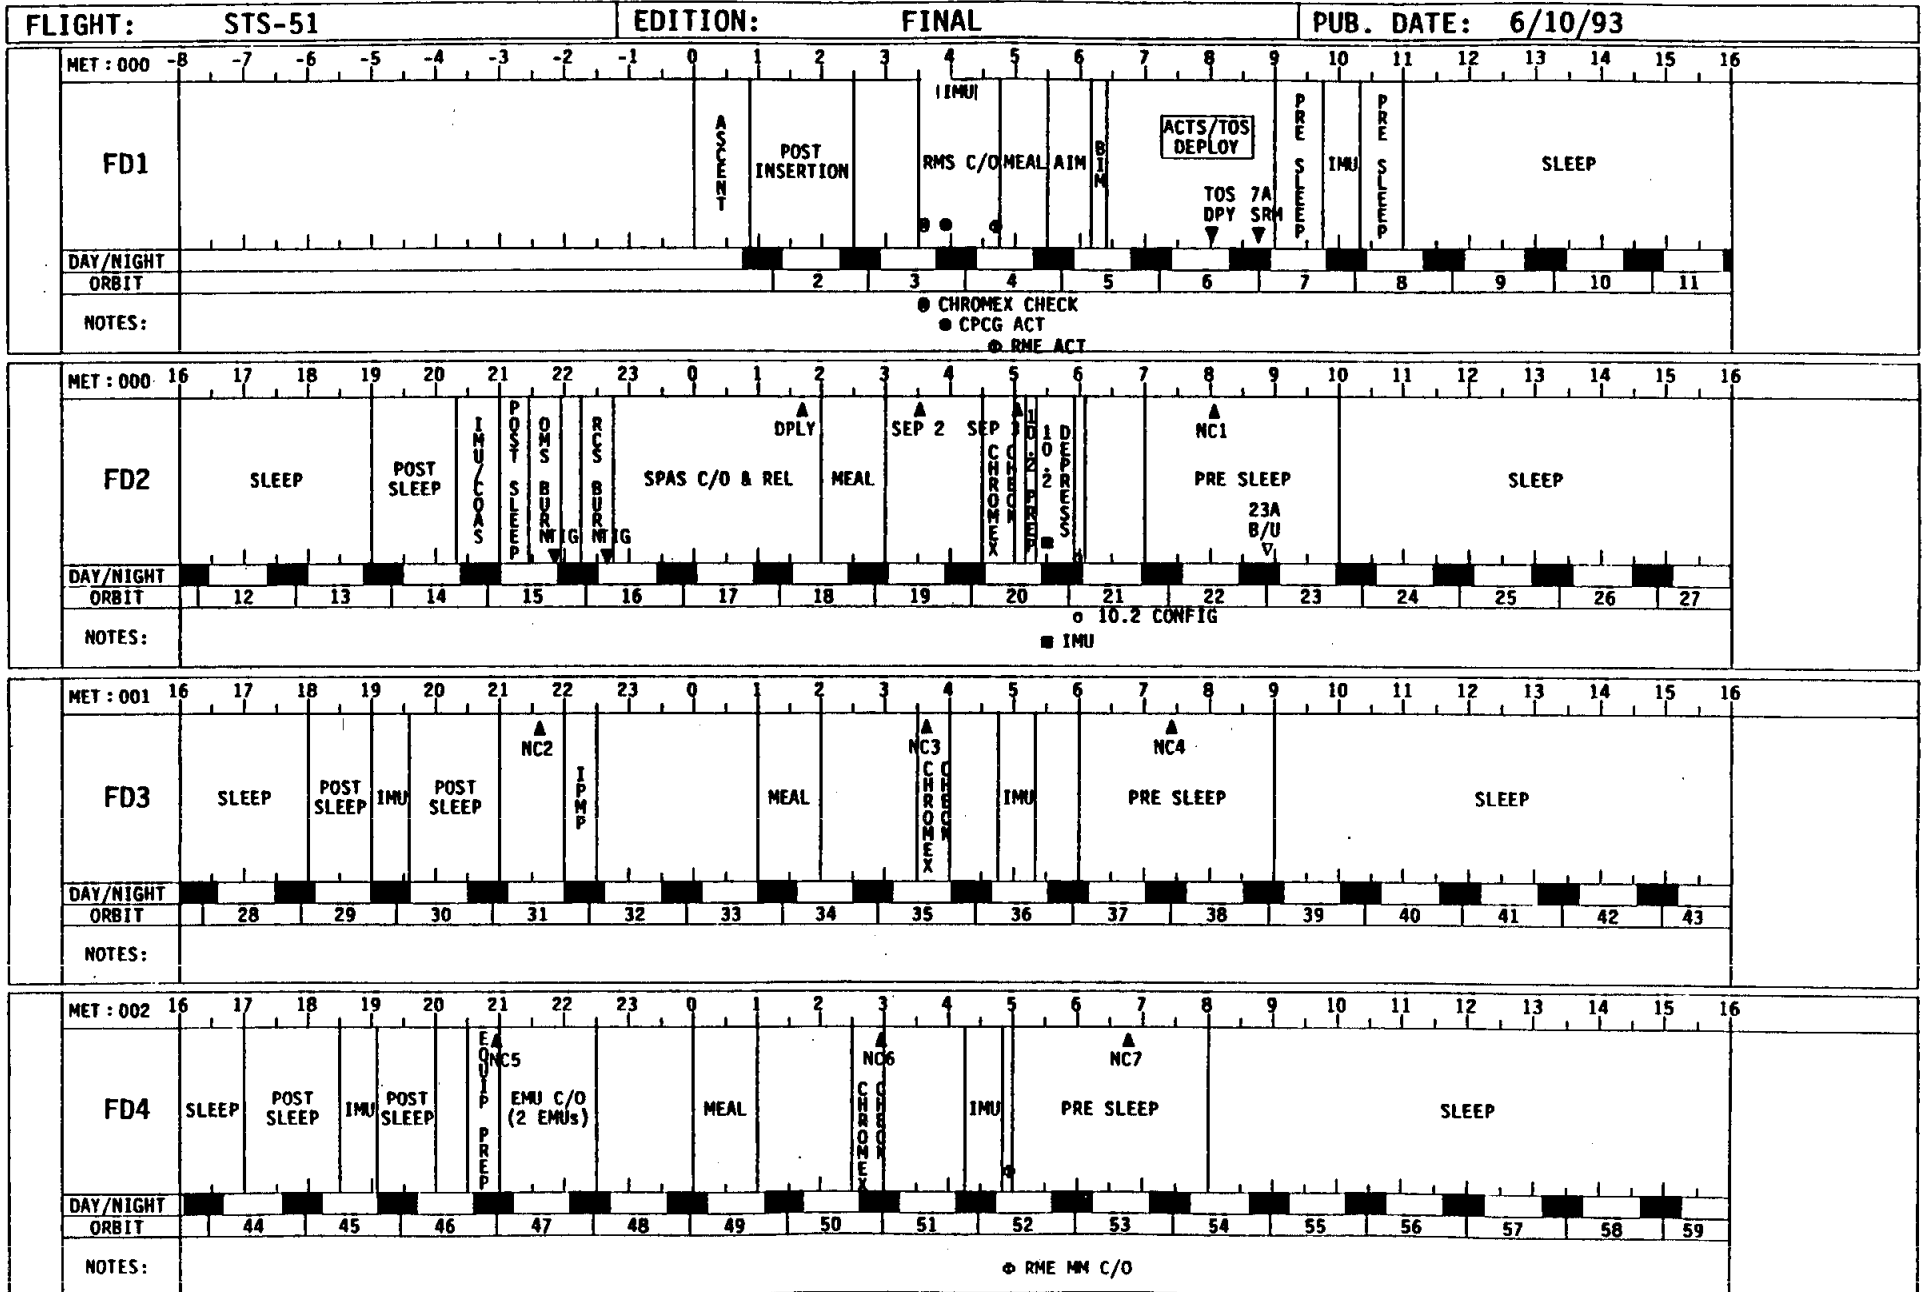 FLIGHT: STS-51 EDITION: FINAL PUB. DATE: 6/10/93
MET : 000 -8 -7 -6 -5 -4 -3 -2 -1 0 1 2 3 4 5 6 7 8 9 10 11 12 13 14 15 16
FD1
ASCENT
POST INSERTION
IMU
RMS C/O
MEAL
AIM
BIM
ACTS/TOS DEPLOY
TOS DPY
7A SRM
PRE SLEEP
IMU
PRE SLEEP
SLEEP
DAY/NIGHT
ORBIT 2 3 4 5 6 7 8 9 10 11
NOTES:
CHROMEX CHECK
CPCG ACT
RME ACT
MET : 000 16 17 18 19 20 21 22 23 0 1 2 3 4 5 6 7 8 9 10 11 12 13 14 15 16
FD2
SLEEP
POST SLEEP
IMU/COAS
POST SLEEP
OMS BURN
TIG
RCS BURN
TIG
SPAS C/O & REL
DPLY
MEAL
SEP 2
SEP 3
CHROMEX
CHEON
10.2 PREP
10.2 DEPRESS
NC1
PRE SLEEP
23A B/U
SLEEP
DAY/NIGHT
ORBIT 12 13 14 15 16 17 18 19 20 21 22 23 24 25 26 27
NOTES:
o 10.2 CONFIG
IMU
MET : 001 16 17 18 19 20 21 22 23 0 1 2 3 4 5 6 7 8 9 10 11 12 13 14 15 16
FD3
SLEEP
POST SLEEP
IMU
POST SLEEP
NC2
IPMP
MEAL
NC3
CHROMEX
CHEON
IMU
NC4
PRE SLEEP
SLEEP
DAY/NIGHT
ORBIT 28 29 30 31 32 33 34 35 36 37 38 39 40 41 42 43
NOTES:
MET : 002 16 17 18 19 20 21 22 23 0 1 2 3 4 5 6 7 8 9 10 11 12 13 14 15 16
FD4
SLEEP
POST SLEEP
IMU
POST SLEEP
EQUIP PREP
NC5
EMU C/O (2 EMUs)
MEAL
NC6
CHROMEX
CHEON
IMU
NC7
PRE SLEEP
SLEEP
DAY/NIGHT
ORBIT 44 45 46 47 48 49 50 51 52 53 54 55 56 57 58 59
NOTES:
RME MM C/O